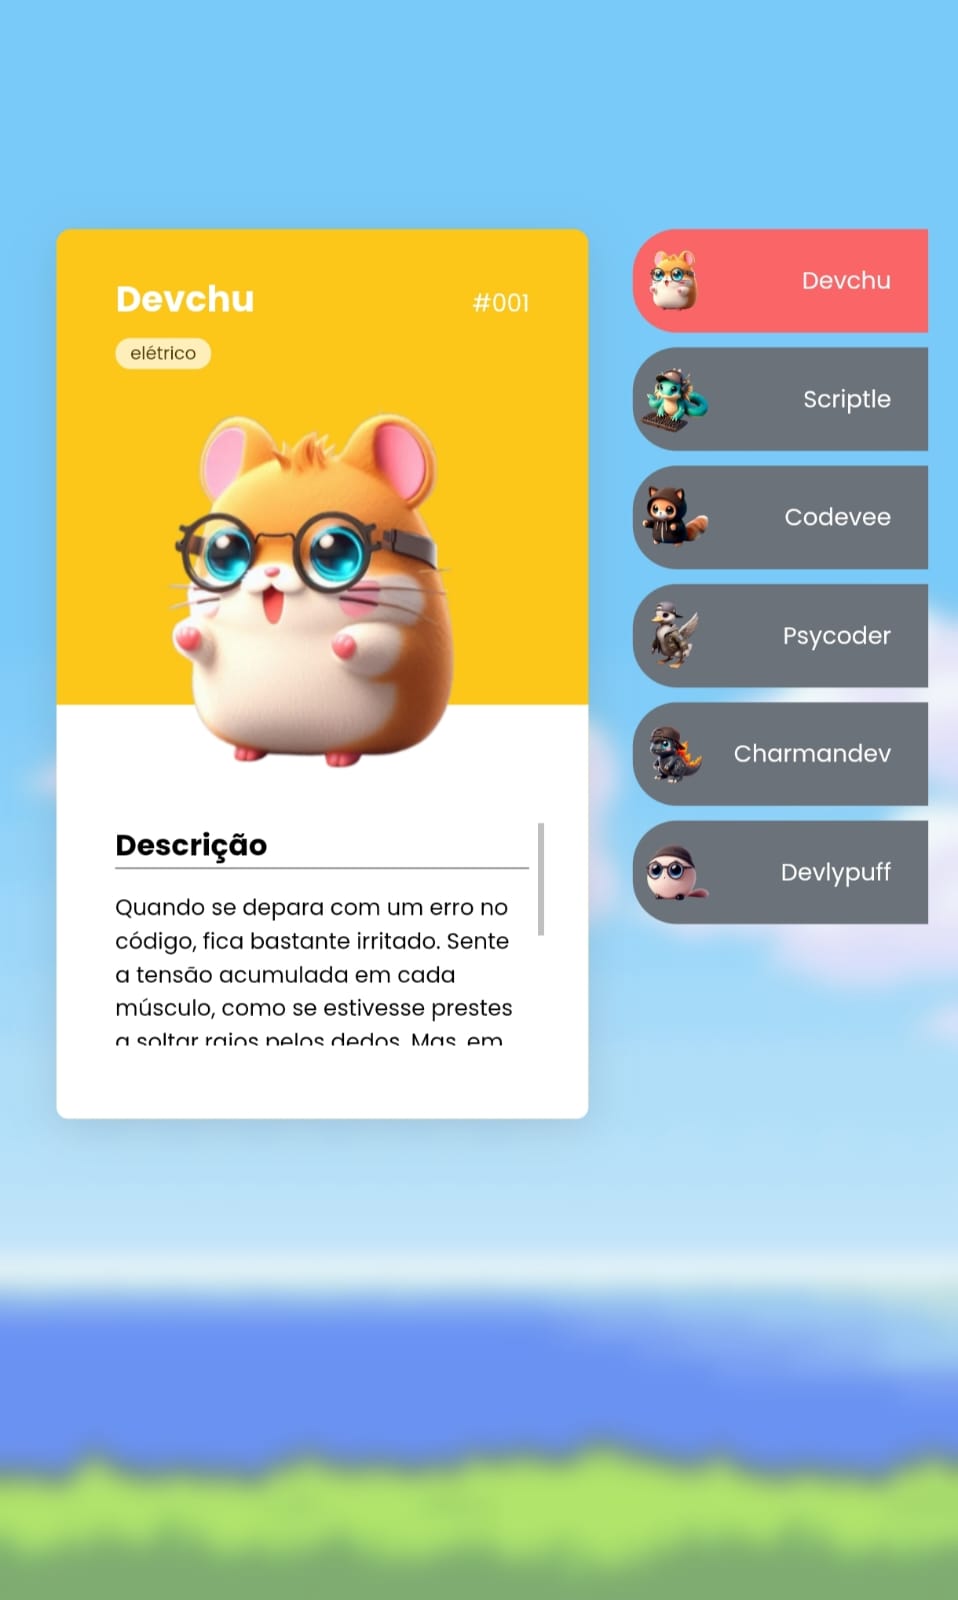 Devchu
#001
elétrico
Descrição
Quando se depara com um erro no
código, fica bastante irritado. Sente
a tensão acumulada em cada
músculo, como se estivesse prestes
a soltar raios pelos dedos. Mas, em
Devchu
Scriptle
Codevee
Psycoder
Charmandev
Devlypuff